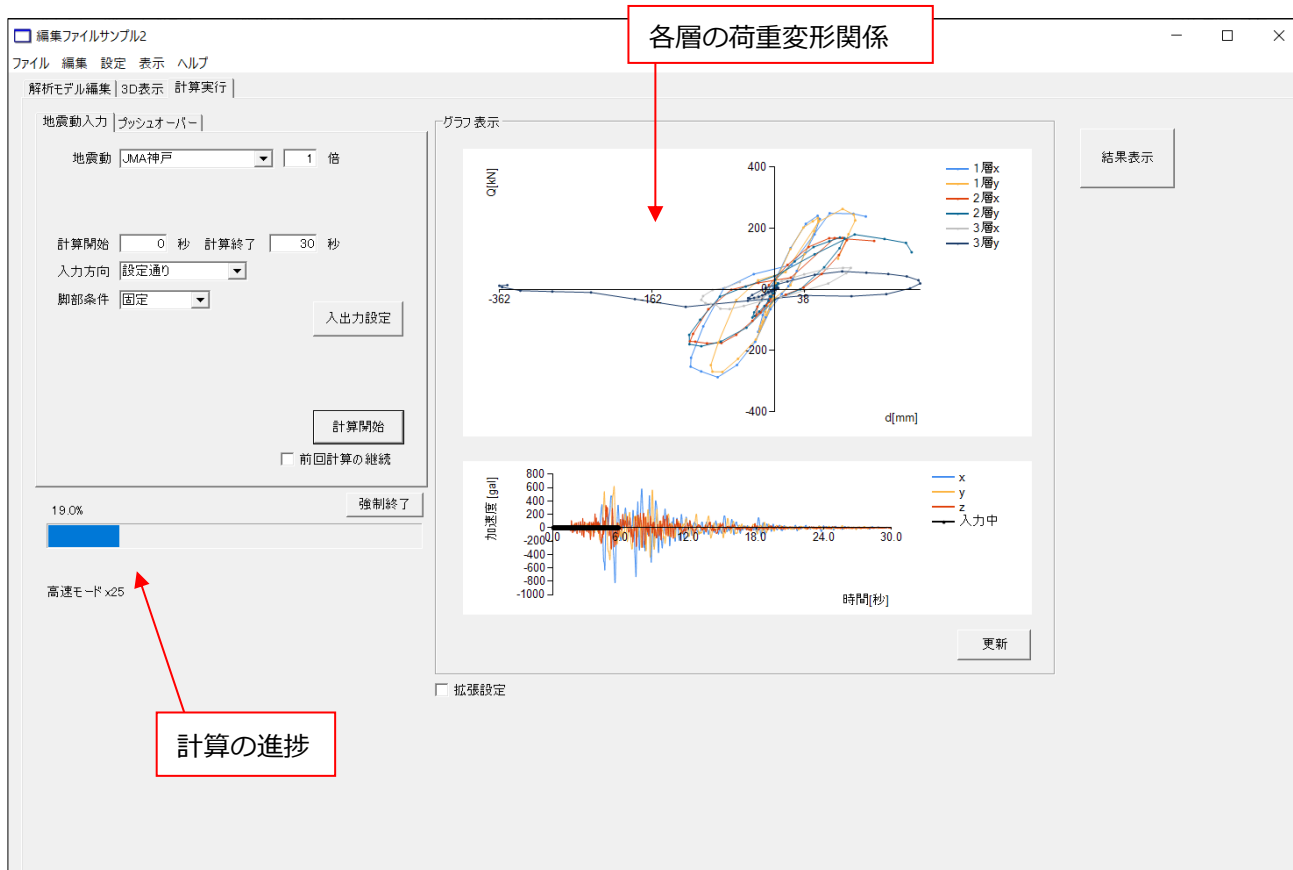 各層の荷重変形関係
編集ファイルサンプル2
ファイル 編集 設定 表示 ヘルプ
解析モデル編集 3D表示 計算実行
地震動入力 プッシュオーバー
地震動 JMA神戸 1 倍
計算開始 0 秒 計算終了 30 秒
入力方向 設定通り
脚部条件 固定
入出力設定
計算開始
前回計算の継続
19.0%
強制終了
高速モード x25
計算の進捗
グラフ表示
Q[kN]
400
200
0
-200
-400
-362
-162
38
d[mm]
1層x
1層y
2層x
2層y
3層x
3層y
加速度 [gal]
800
600
400
200
0
-200
-400
-600
-800
-1000
0.0 6.0 12.0 18.0 24.0 30.0
時間[秒]
x
y
z
入力中
更新
拡張設定
結果表示